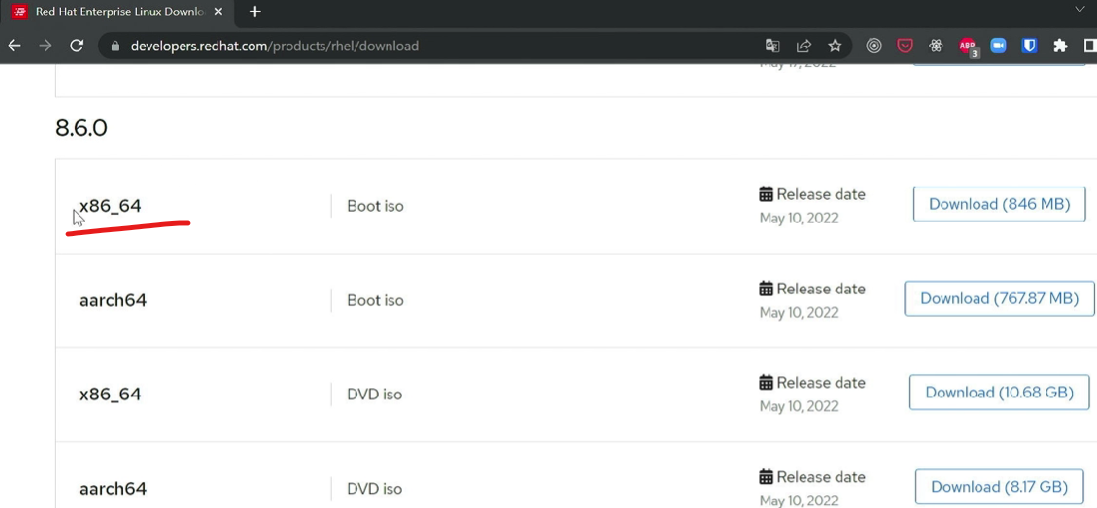 Red Hat Enterprise Linux Downlo
developers.rechat.com/products/rhel/download
ABP
3
May 17, 2022
8.6.0
x86_64 Boot iso Release date May 10, 2022 Download (846 MB)
aarch64 Boot iso Release date May 10, 2022 Download (767.87 MB)
x86_64 DVD iso Release date May 10, 2022 Download (10.68 GB)
aarch64 DVD iso Release date May 10, 2022 Download (8.17 GB)